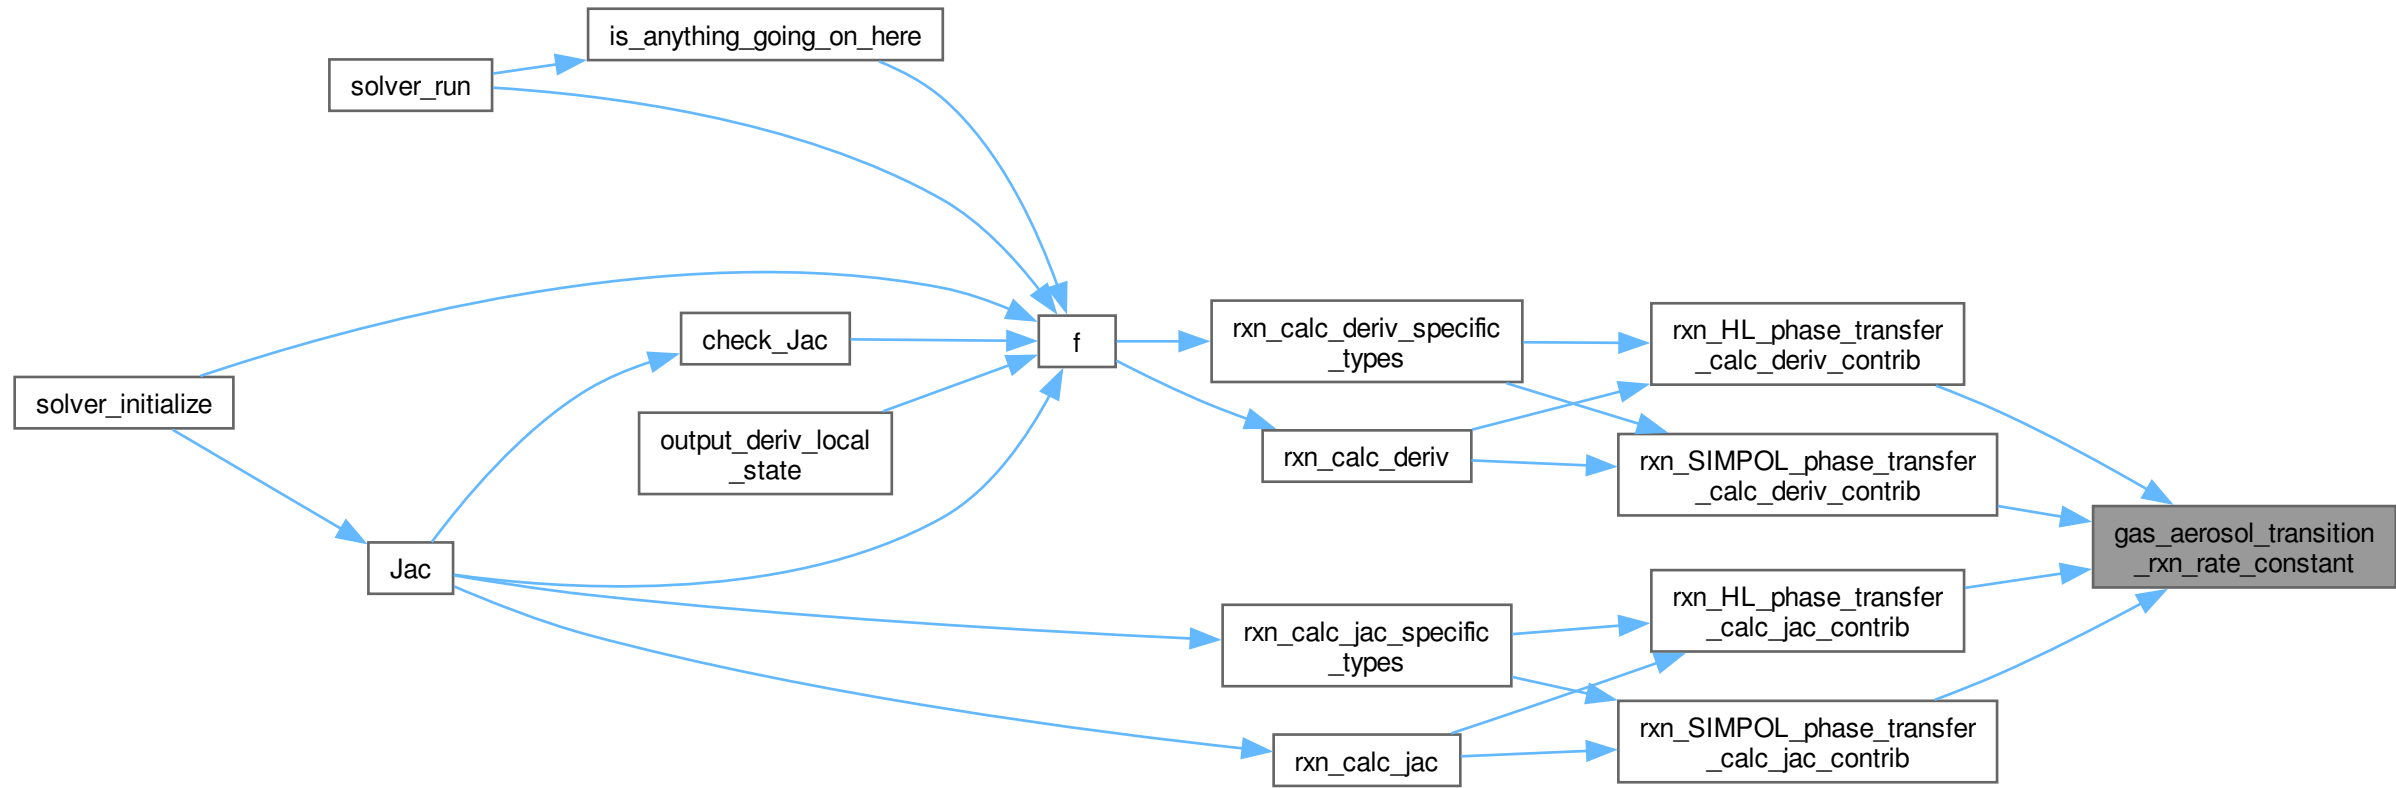 is_anything_going_on_here
solver_run
solver_initialize
check_Jac
output_deriv_local
_state
Jac
f
rxn_calc_deriv_specific
_types
rxn_calc_deriv
rxn_calc_jac_specific
_types
rxn_calc_jac
rxn_HL_phase_transfer
_calc_deriv_contrib
rxn_SIMPOL_phase_transfer
_calc_deriv_contrib
rxn_HL_phase_transfer
_calc_jac_contrib
rxn_SIMPOL_phase_transfer
_calc_jac_contrib
gas_aerosol_transition
_rxn_rate_constant